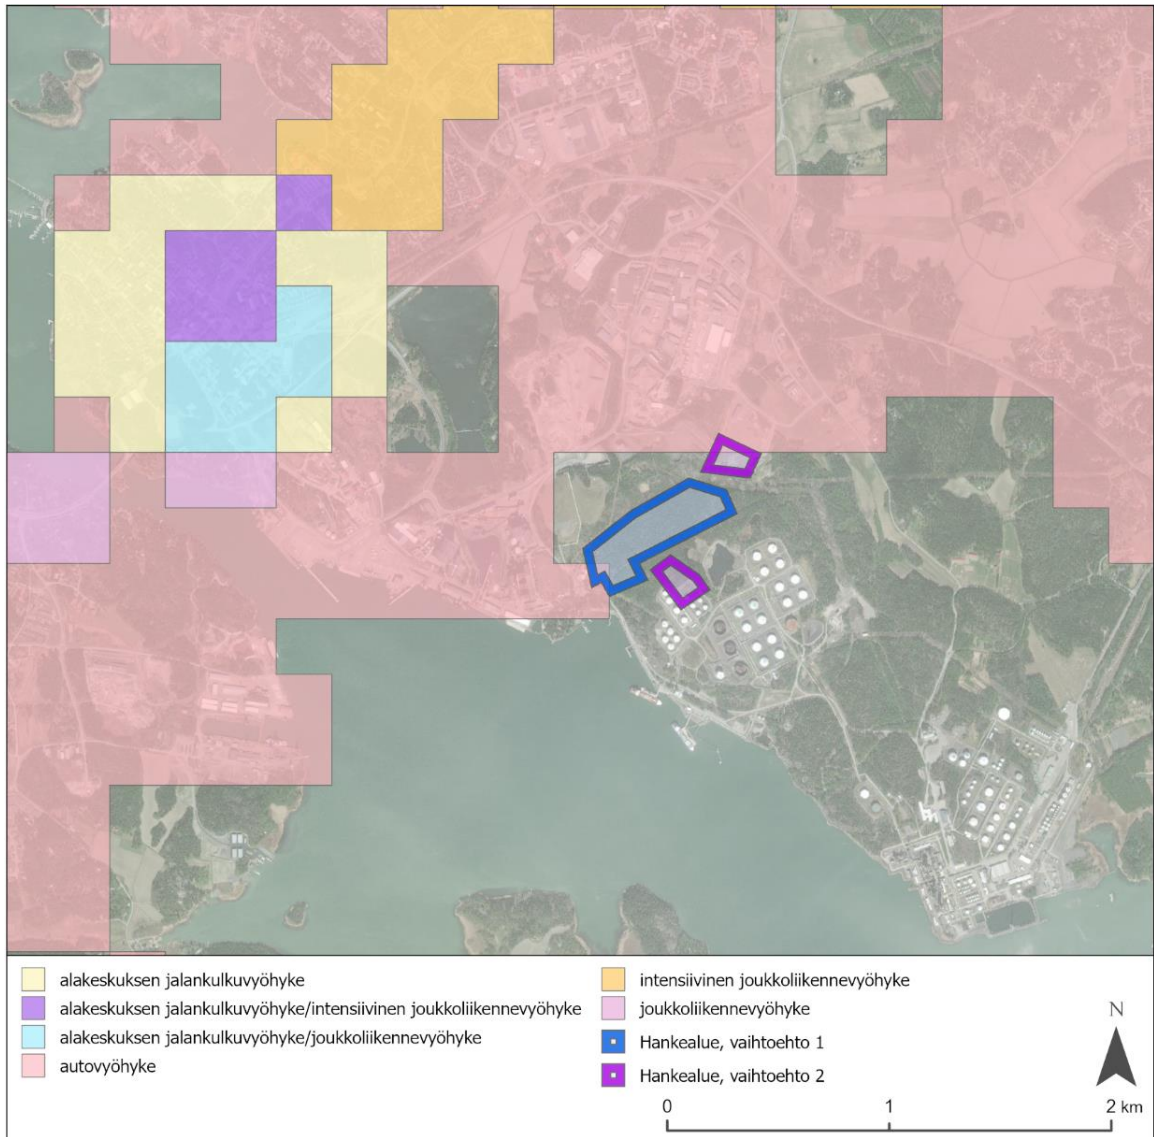 alakeskuksen jalankulkuvyöhyke
alakeskuksen jalankulkuvyöhyke/intensiivinen joukkoliikennevyöhyke
alakeskuksen jalankulkuvyöhyke/joukkoliikennevyöhyke
autovyöhyke
intensiivinen joukkoliikennevyöhyke
joukkoliikennevyöhyke
Hankealue, vaihtoehto 1
Hankealue, vaihtoehto 2
N
0 1 2 km